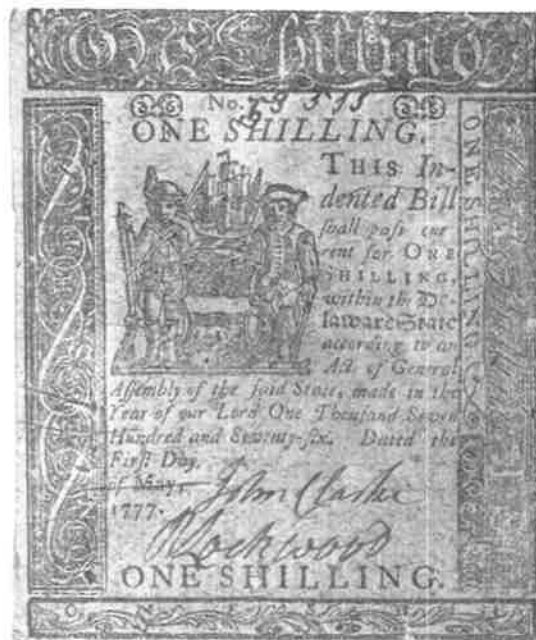 One Shilling
No.
ONE SHILLING.
THIS In-
dented Bill
shall pass cur-
rent for ONE
SHILLING,
within the De-
laware State
according to an
Act of General
Assembly of the said State, made in the
Year of our Lord One Thousand Seven
Hundred and Seventy-six. Dated the
First Day,
of May,
1777.
John Clarke
R Lockwood
ONE SHILLING.
ONE SHILLING